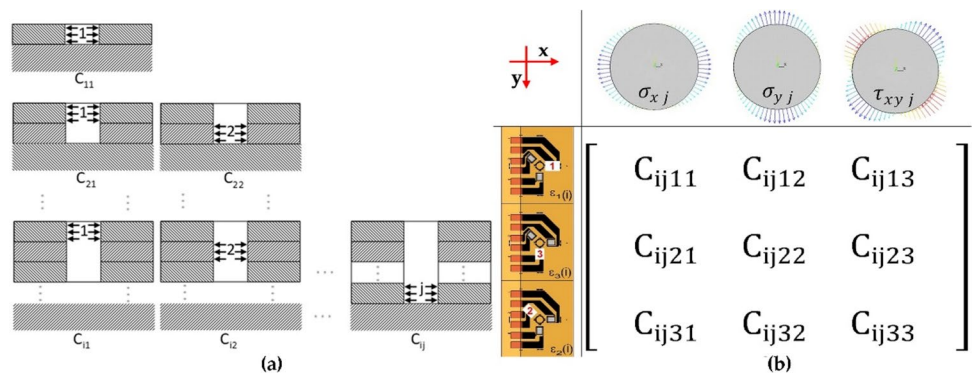 1
C11
1
2
C21
C22
1
2
j
Ci1
Ci2
Cij
(a)
x
y
σx j
σy j
τxy j
1
ε1(i)
3
ε3(i)
2
ε2(i)
Cij11 Cij12 Cij13
Cij21 Cij22 Cij23
Cij31 Cij32 Cij33
(b)